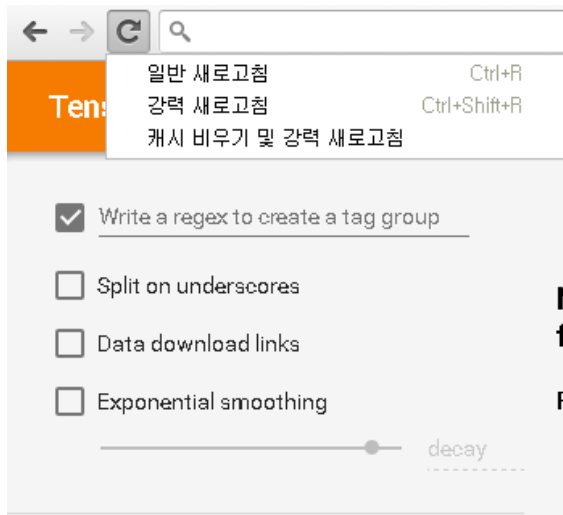 일반 새로고침 Ctrl+R
강력 새로고침 Ctrl+Shift+R
캐시 비우기 및 강력 새로고침
Write a regex to create a tag group
Split on underscores
Data download links
Exponential smoothing
decay